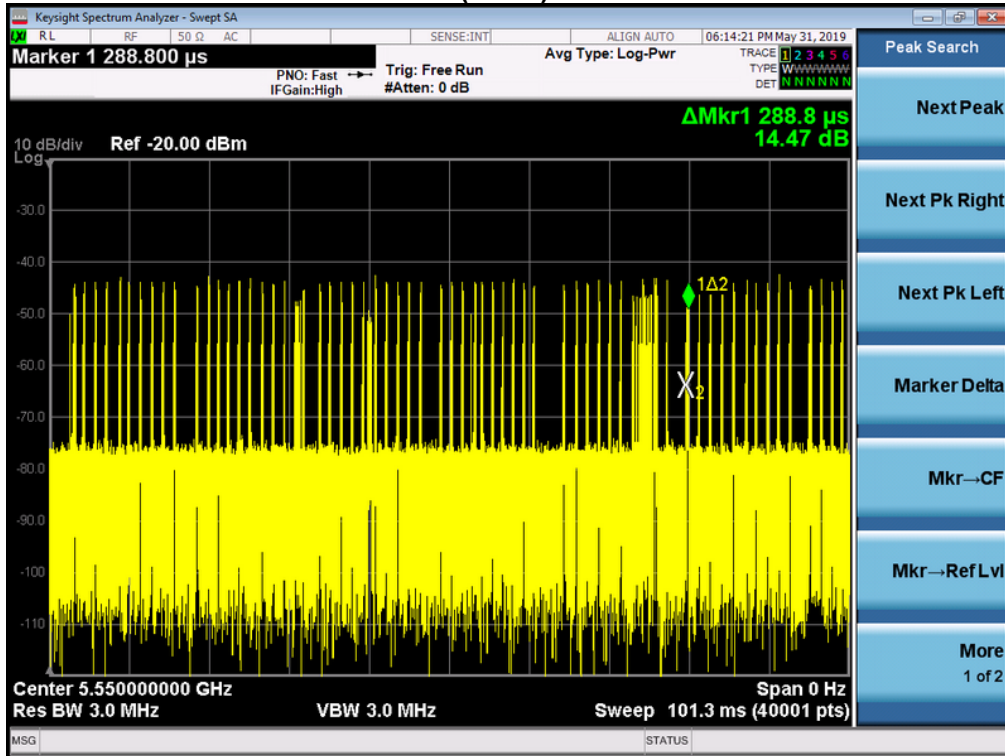 Keysight Spectrum Analyzer - Swept SA
LXI RL RF 50 Ω AC SENSE:INT ALIGN AUTO 06:14:21 PM May 31, 2019
Marker 1 288.800 µs
PNO: Fast
IFGain:High
Trig: Free Run
#Atten: 0 dB
Avg Type: Log-Pwr
TRACE 1 2 3 4 5 6
TYPE WWWWWW
DET N N N N N N
Peak Search
ΔMkr1 288.8 µs
14.47 dB
10 dB/div Ref -20.00 dBm
Log
-30.0
-40.0
-50.0
-60.0
-70.0
-80.0
-90.0
-100
-110
1Δ2
2
Center 5.550000000 GHz Span 0 Hz
Res BW 3.0 MHz VBW 3.0 MHz Sweep 101.3 ms (40001 pts)
MSG STATUS
Next Peak
Next Pk Right
Next Pk Left
Marker Delta
Mkr→CF
Mkr→Ref Lvl
More
1 of 2